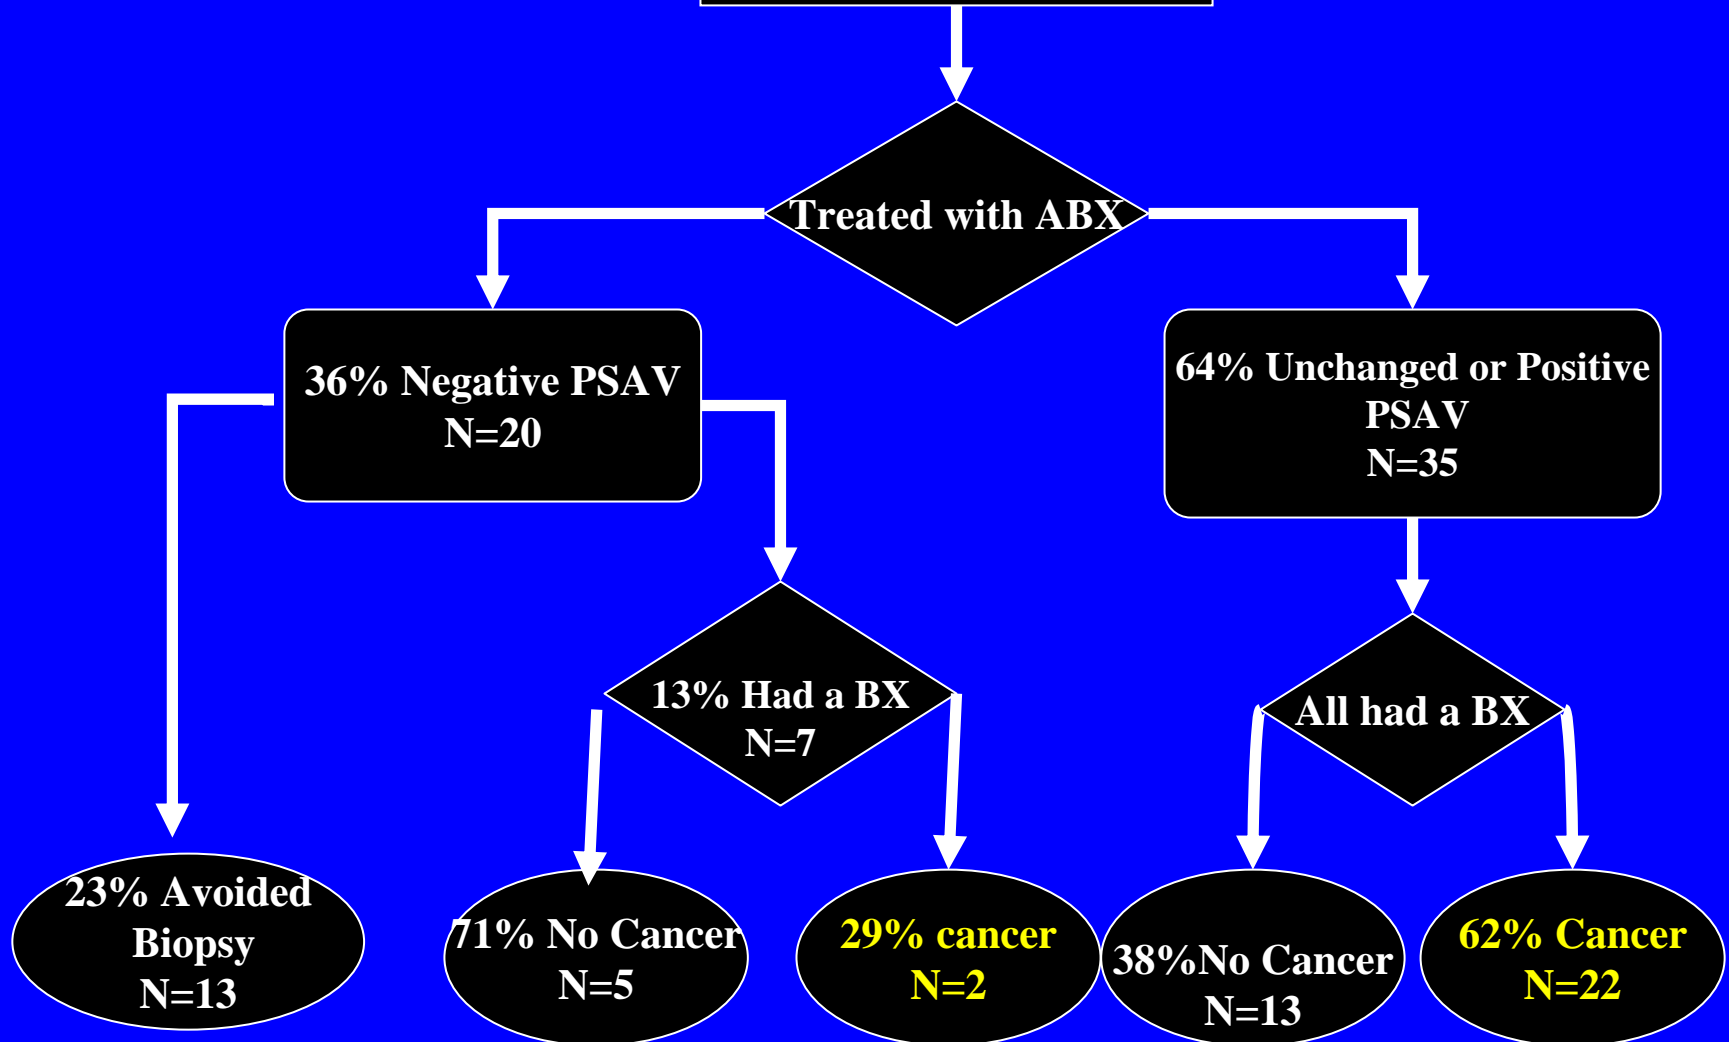 Treated with ABX
36% Negative PSAV
N=20
64% Unchanged or Positive
PSAV
N=35
13% Had a BX
N=7
All had a BX
23% Avoided
Biopsy
N=13
71% No Cancer
N=5
29% cancer
N=2
38%No Cancer
N=13
62% Cancer
N=22